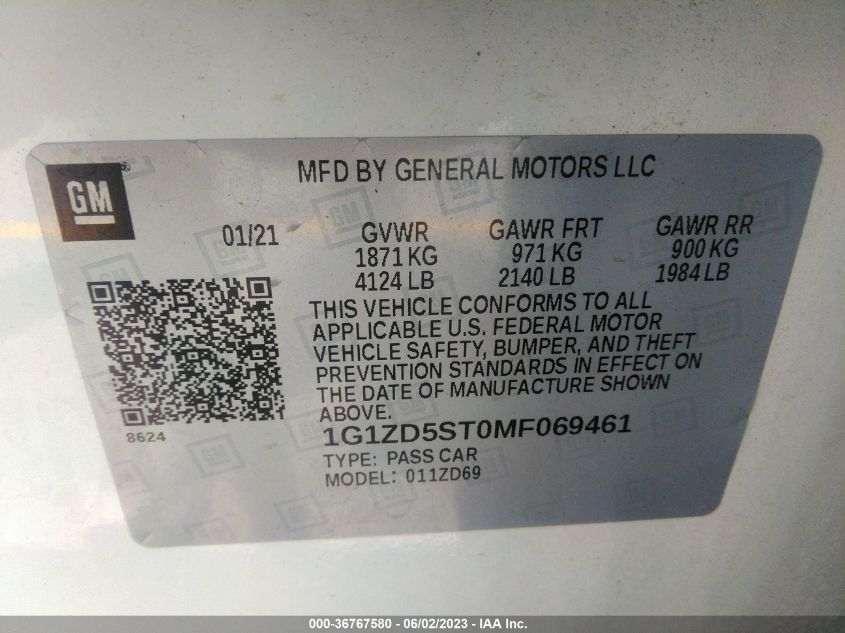 GM
MFD BY GENERAL MOTORS LLC
01/21 GVWR GAWR FRT GAWR RR
1871 KG 971 KG 900 KG
4124 LB 2140 LB 1984 LB
THIS VEHICLE CONFORMS TO ALL
APPLICABLE U.S. FEDERAL MOTOR
VEHICLE SAFETY, BUMPER, AND THEFT
PREVENTION STANDARDS IN EFFECT ON
THE DATE OF MANUFACTURE SHOWN
ABOVE.
8624
1G1ZD5ST0MF069461
TYPE: PASS CAR
MODEL: 011ZD69
000-36767580 - 06/02/2023 - IAA Inc.